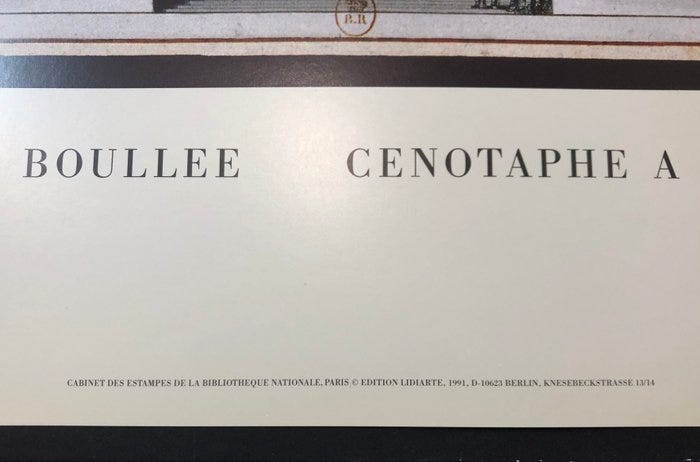 B.R
BOULLEE CENOTAPHE A
CABINET DES ESTAMPES DE LA BIBLIOTHEQUE NATIONALE, PARIS © EDITION LIDIARTE, 1991, D-10623 BERLIN, KNESEBECKSTRASSE 13/14